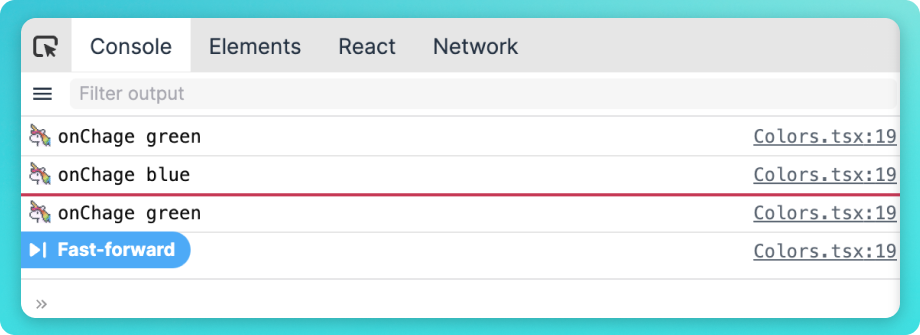 Console Elements React Network
Filter output
onChage green Colors.tsx:19
onChage blue Colors.tsx:19
onChage green Colors.tsx:19
Fast-forward Colors.tsx:19
»